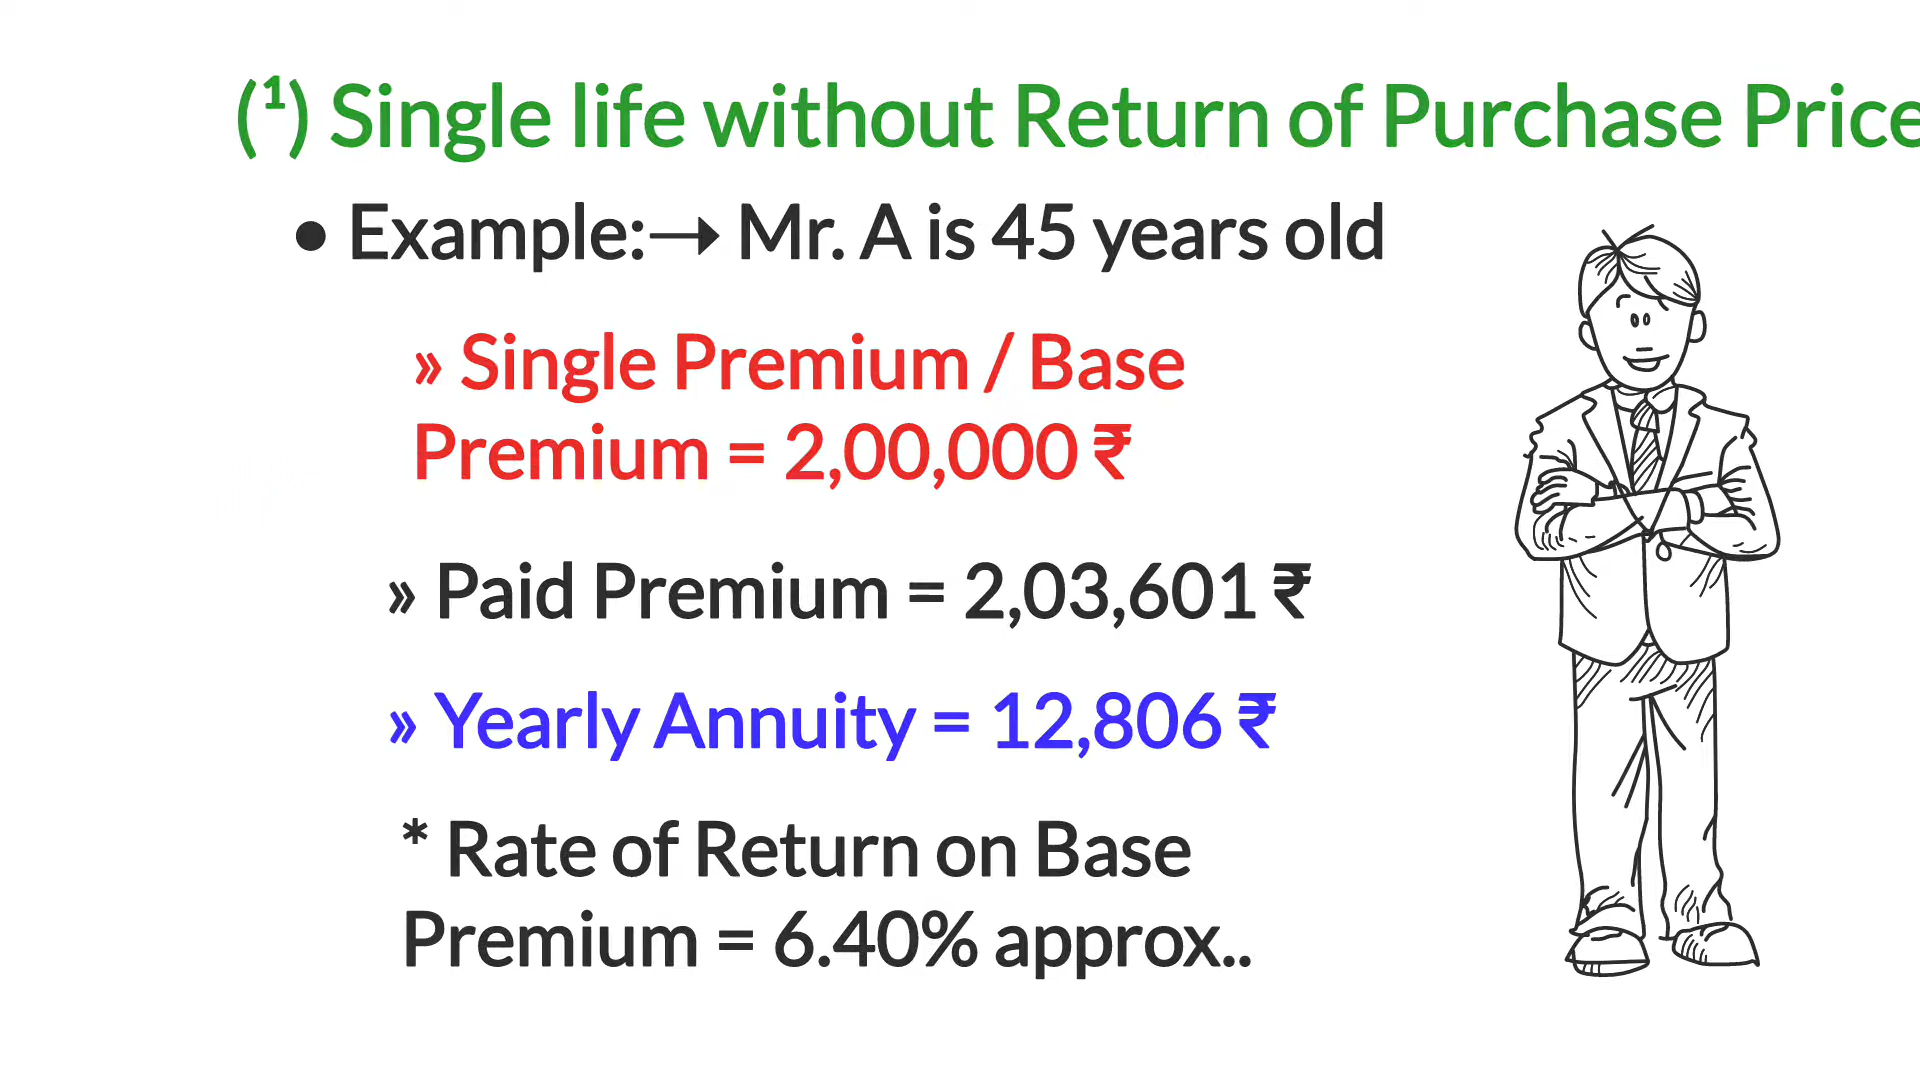 (¹) Single life without Return of Purchase Price
• Example:→ Mr. A is 45 years old
» Single Premium / Base
Premium = 2,00,000 ₹
» Paid Premium = 2,03,601 ₹
» Yearly Annuity = 12,806 ₹
* Rate of Return on Base
Premium = 6.40% approx..